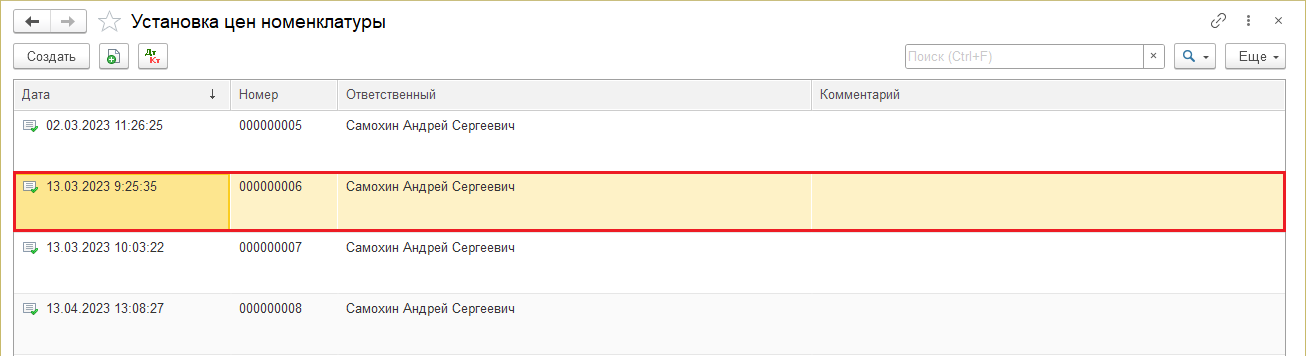 Установка цен номенклатуры
Создать Дт Кт Поиск (Ctrl+F) × Еще
Дата ↓ Номер Ответственный Комментарий
02.03.2023 11:26:25 000000005 Самохин Андрей Сергеевич
13.03.2023 9:25:35 000000006 Самохин Андрей Сергеевич
13.03.2023 10:03:22 000000007 Самохин Андрей Сергеевич
13.04.2023 13:08:27 000000008 Самохин Андрей Сергеевич